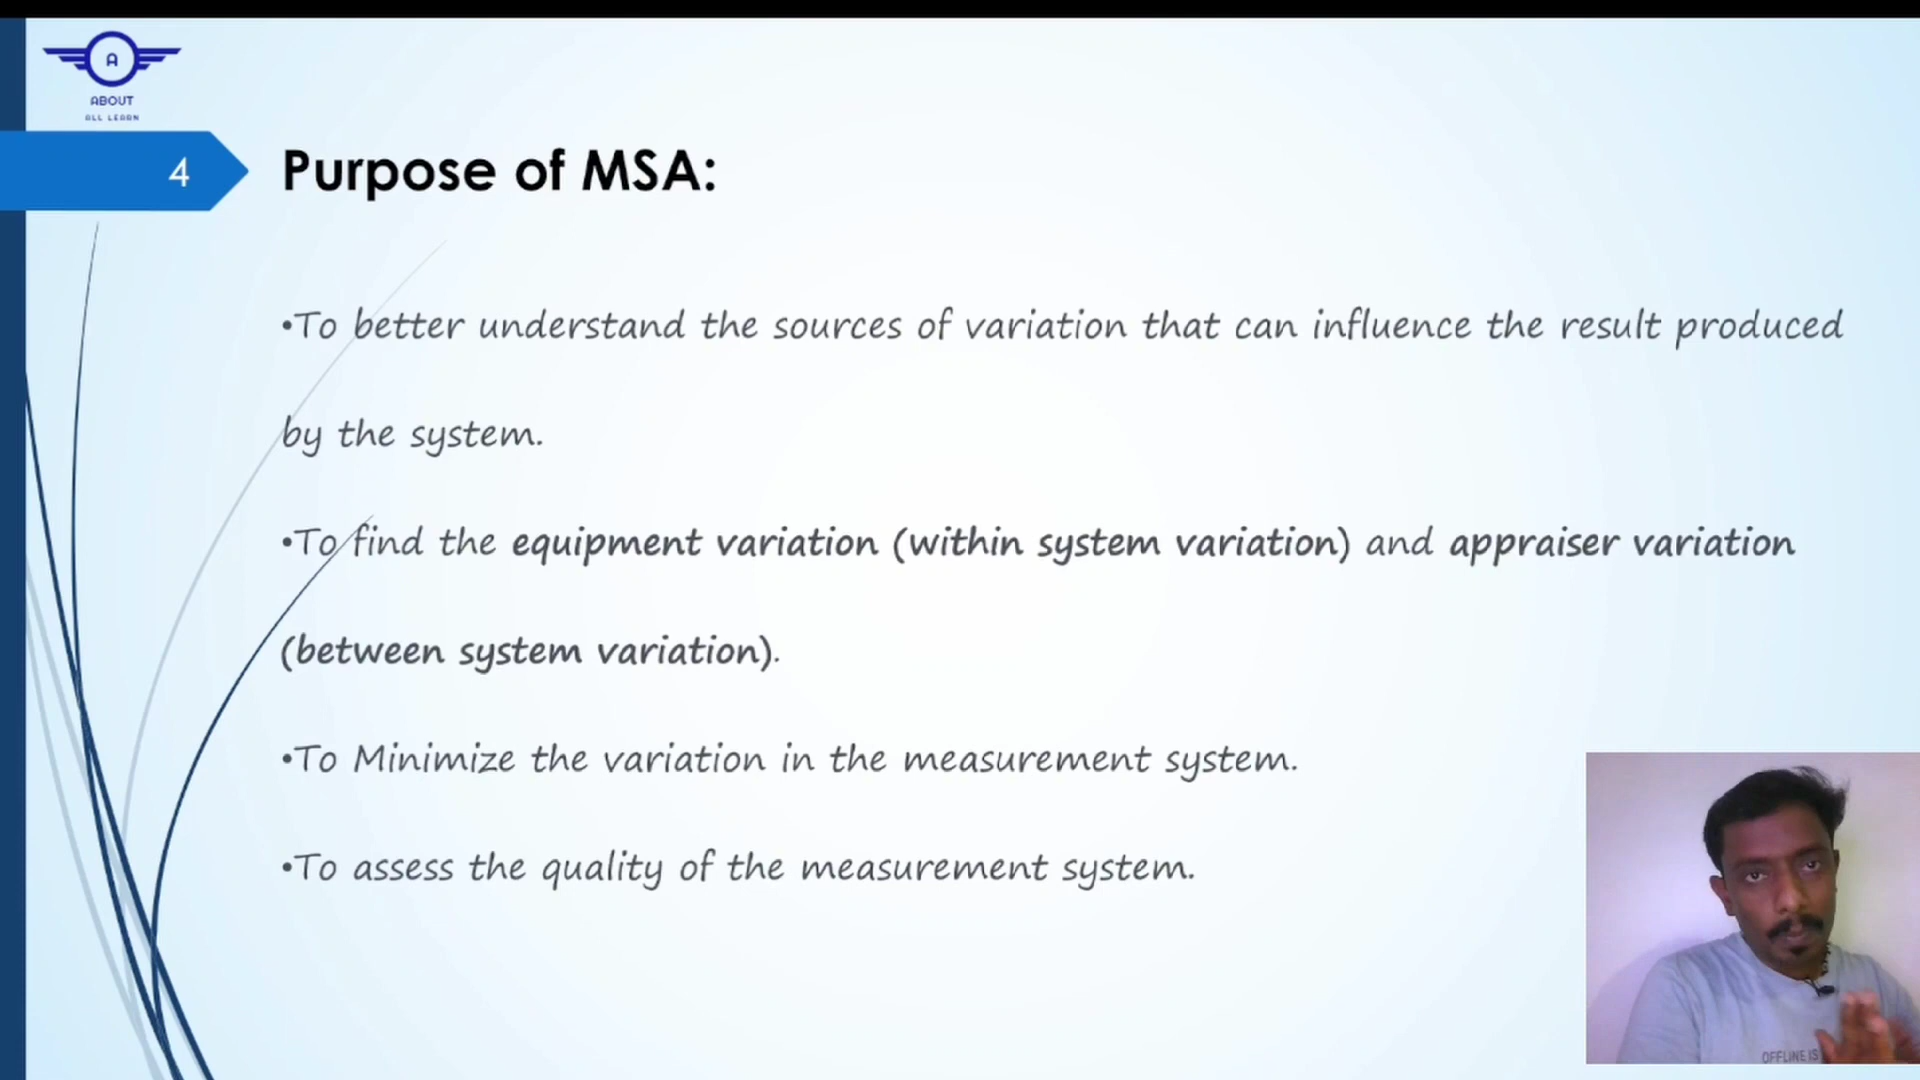 A
ABOUT
ALL LEARN
4
Purpose of MSA:
•To better understand the sources of variation that can influence the result produced
by the system.
•To find the equipment variation (within system variation) and appraiser variation
(between system variation).
•To Minimize the variation in the measurement system.
•To assess the quality of the measurement system.
OFFLINE IS